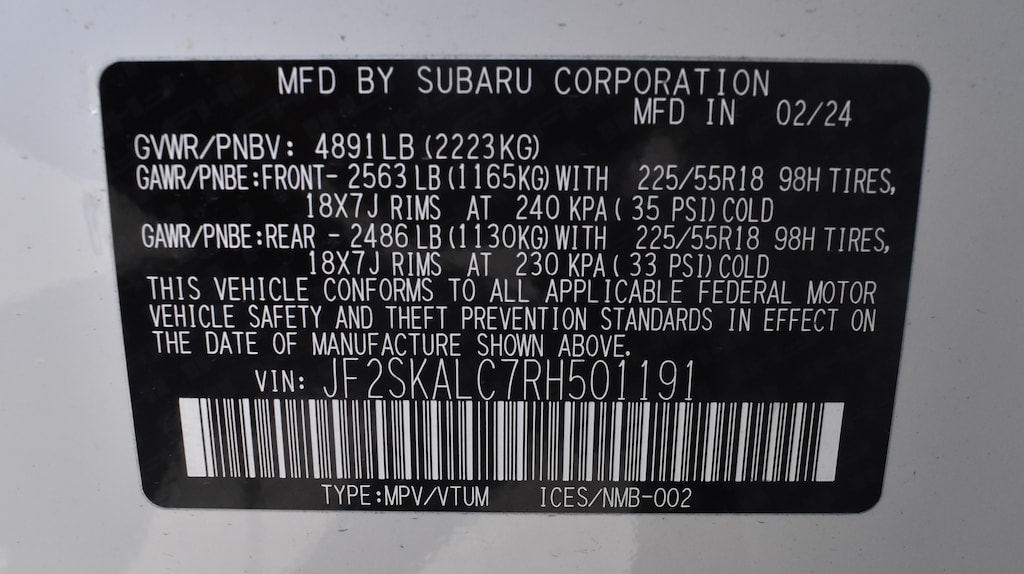 MFD BY SUBARU CORPORATION
MFD IN 02/24
GVWR/PNBV: 4891LB (2223KG)
GAWR/PNBE:FRONT- 2563 LB (1165KG) WITH 225/55R18 98H TIRES,
18X7J RIMS AT 240 KPA ( 35 PSI) COLD
GAWR/PNBE:REAR - 2486 LB (1130KG) WITH 225/55R18 98H TIRES,
18X7J RIMS AT 230 KPA ( 33 PSI) COLD
THIS VEHICLE CONFORMS TO ALL APPLICABLE FEDERAL MOTOR
VEHICLE SAFETY AND THEFT PREVENTION STANDARDS IN EFFECT ON
THE DATE OF MANUFACTURE SHOWN ABOVE.
VIN: JF2SKALC7RH501191
TYPE:MPV/VTUM ICES/NMB-002